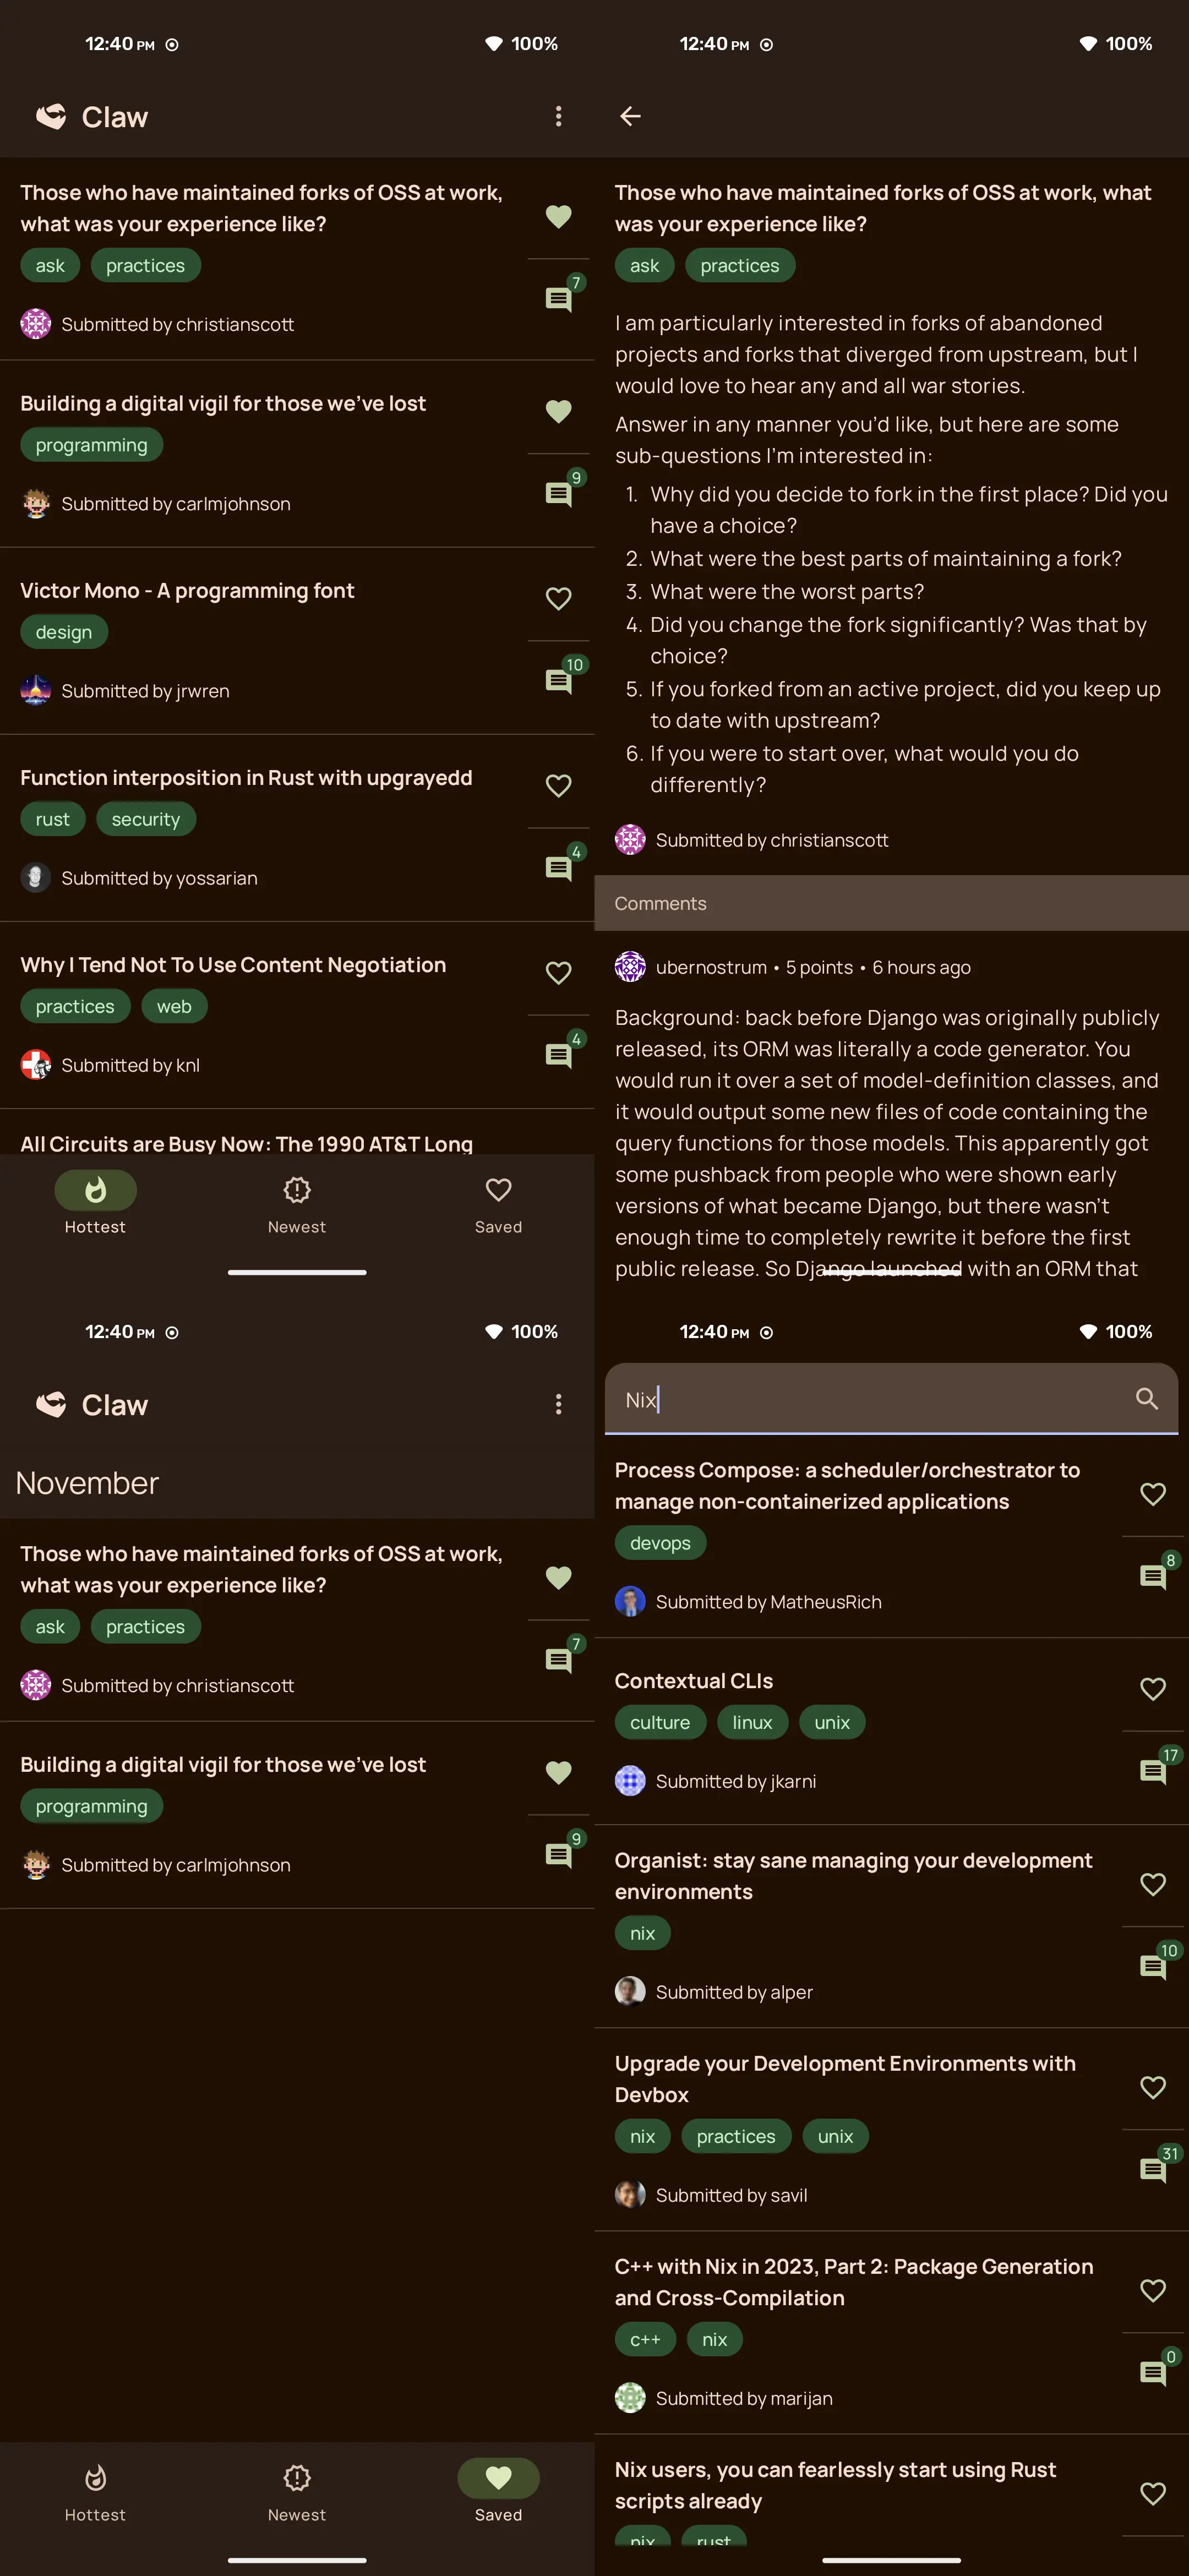 12:40 PM
100%
Claw
Those who have maintained forks of OSS at work,
what was your experience like?
ask
practices
7
Submitted by christianscott
Building a digital vigil for those we’ve lost
programming
9
Submitted by carlmjohnson
Victor Mono - A programming font
design
10
Submitted by jrwren
Function interposition in Rust with upgrayedd
rust
security
4
Submitted by yossarian
Why I Tend Not To Use Content Negotiation
practices
web
4
Submitted by knl
All Circuits are Busy Now: The 1990 AT&T Long
Hottest
Newest
Saved
12:40 PM
100%
Those who have maintained forks of OSS at work, what
was your experience like?
ask
practices
I am particularly interested in forks of abandoned
projects and forks that diverged from upstream, but I
would love to hear any and all war stories.
Answer in any manner you’d like, but here are some
sub-questions I’m interested in:
1. Why did you decide to fork in the first place? Did you
have a choice?
2. What were the best parts of maintaining a fork?
3. What were the worst parts?
4. Did you change the fork significantly? Was that by
choice?
5. If you forked from an active project, did you keep up
to date with upstream?
6. If you were to start over, what would you do
differently?
Submitted by christianscott
Comments
ubernostrum • 5 points • 6 hours ago
Background: back before Django was originally publicly
released, its ORM was literally a code generator. You
would run it over a set of model-definition classes, and
it would output some new files of code containing the
query functions for those models. This apparently got
some pushback from people who were shown early
versions of what became Django, but there wasn’t
enough time to completely rewrite it before the first
public release. So Django launched with an ORM that
12:40 PM
100%
Claw
November
Those who have maintained forks of OSS at work,
what was your experience like?
ask
practices
7
Submitted by christianscott
Building a digital vigil for those we’ve lost
programming
9
Submitted by carlmjohnson
Hottest
Newest
Saved
12:40 PM
100%
Nix
Process Compose: a scheduler/orchestrator to
manage non-containerized applications
devops
8
Submitted by MatheusRich
Contextual CLIs
culture
linux
unix
17
Submitted by jkarni
Organist: stay sane managing your development
environments
nix
10
Submitted by alper
Upgrade your Development Environments with
Devbox
nix
practices
unix
31
Submitted by savil
C++ with Nix in 2023, Part 2: Package Generation
and Cross-Compilation
c++
nix
0
Submitted by marijan
Nix users, you can fearlessly start using Rust
scripts already
nix
rust